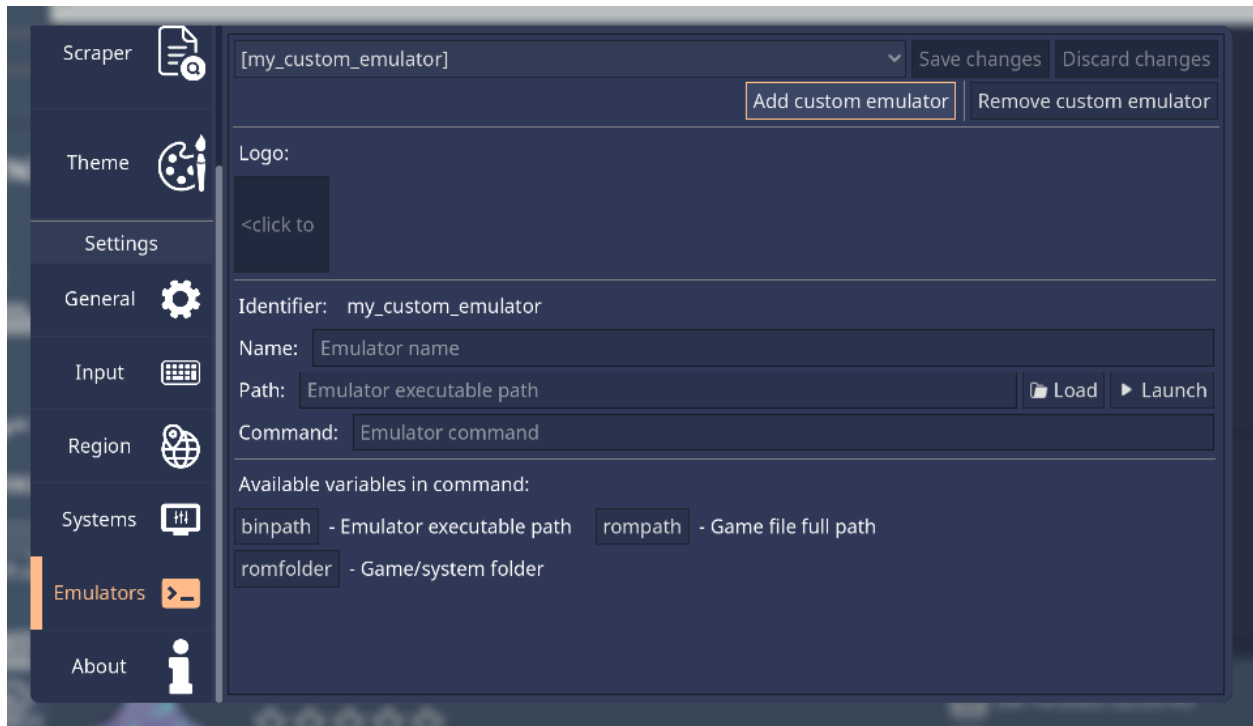 Scraper
Theme
Settings
General
Input
Region
Systems
Emulators
About
[my_custom_emulator]
Save changes
Discard changes
Add custom emulator
Remove custom emulator
Logo:
<click to
Identifier: my_custom_emulator
Name: Emulator name
Path: Emulator executable path Load Launch
Command: Emulator command
Available variables in command:
binpath - Emulator executable path rompath - Game file full path
romfolder - Game/system folder